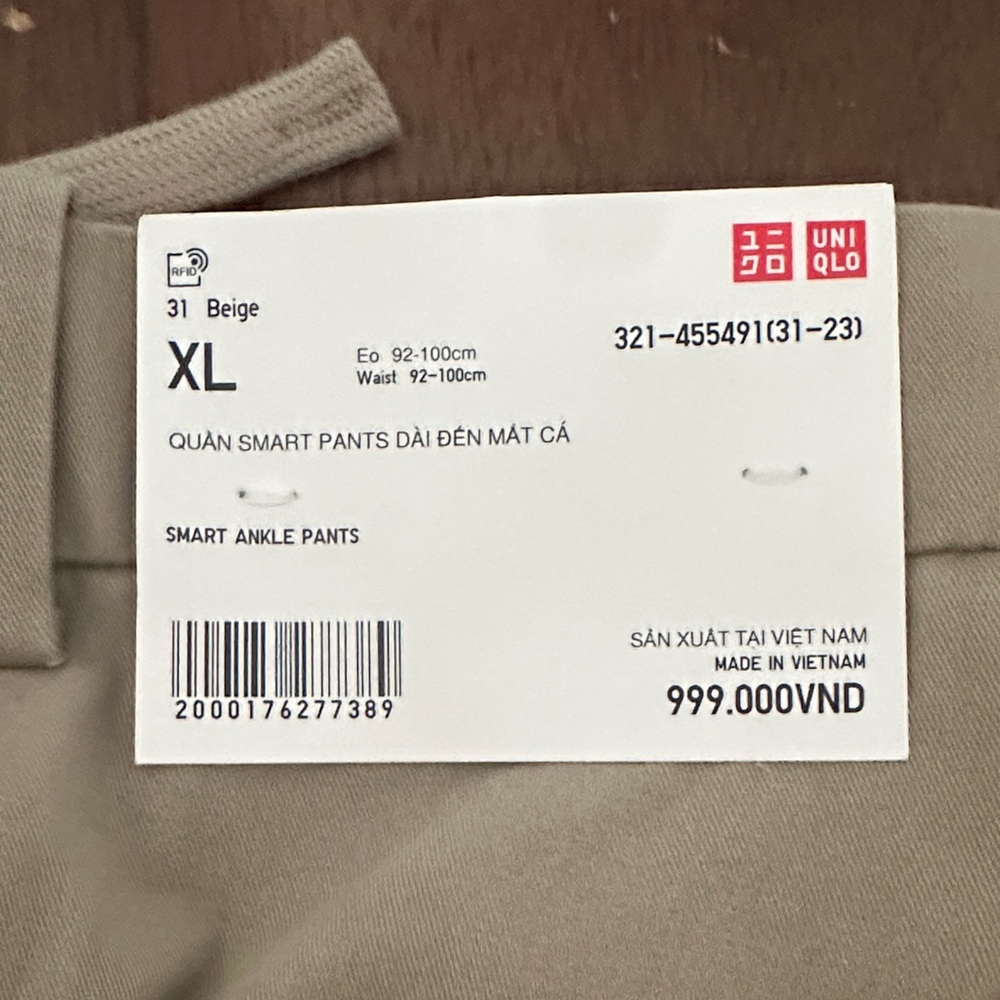 ユニ UNI
クロ QLO
RFID
31 Beige
321-455491(31-23)
XL
Eo 92-100cm
Waist 92-100cm
QUẦN SMART PANTS DÀI ĐẾN MẮT CÁ
SMART ANKLE PANTS
SẢN XUẤT TẠI VIỆT NAM
MADE IN VIETNAM
999.000VND
2000176277389